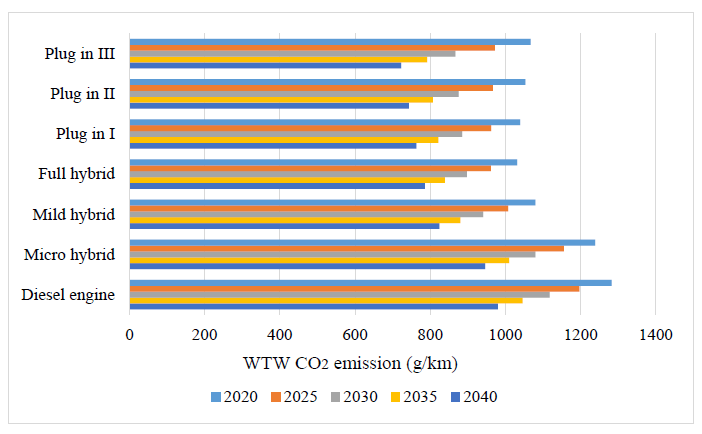 Plug in III
Plug in II
Plug in I
Full hybrid
Mild hybrid
Micro hybrid
Diesel engine
0 200 400 600 800 1000 1200 1400
WTW CO2 emission (g/km)
2020 2025 2030 2035 2040